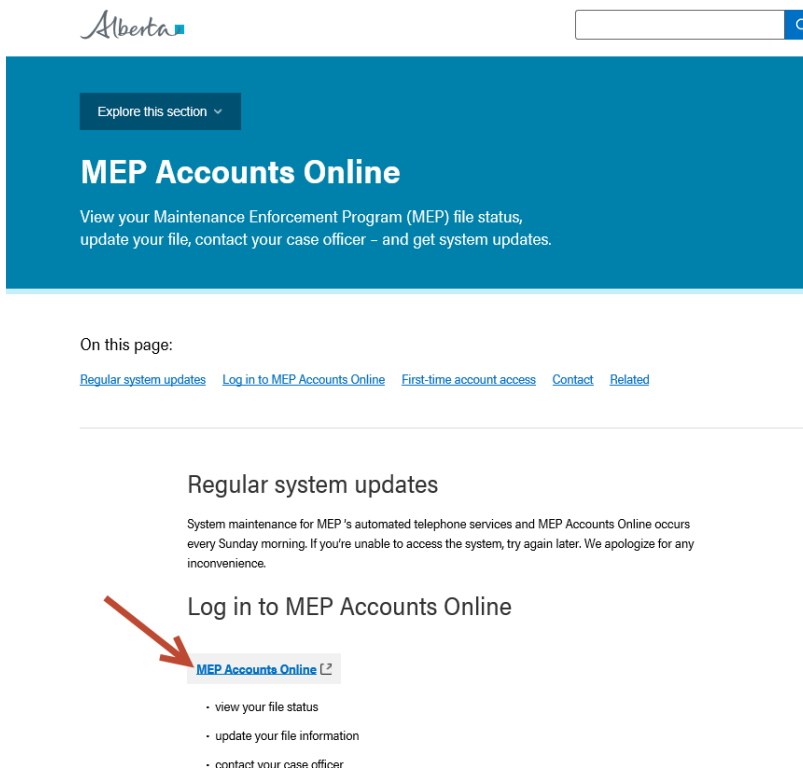 Alberta
Explore this section
MEP Accounts Online
View your Maintenance Enforcement Program (MEP) file status,
update your file, contact your case officer – and get system updates.
On this page:
Regular system updates Log in to MEP Accounts Online First-time account access Contact Related
Regular system updates
System maintenance for MEP 's automated telephone services and MEP Accounts Online occurs
every Sunday morning. If you're unable to access the system, try again later. We apologize for any
inconvenience.
Log in to MEP Accounts Online
MEP Accounts Online
• view your file status
• update your file information
• contact your case officer